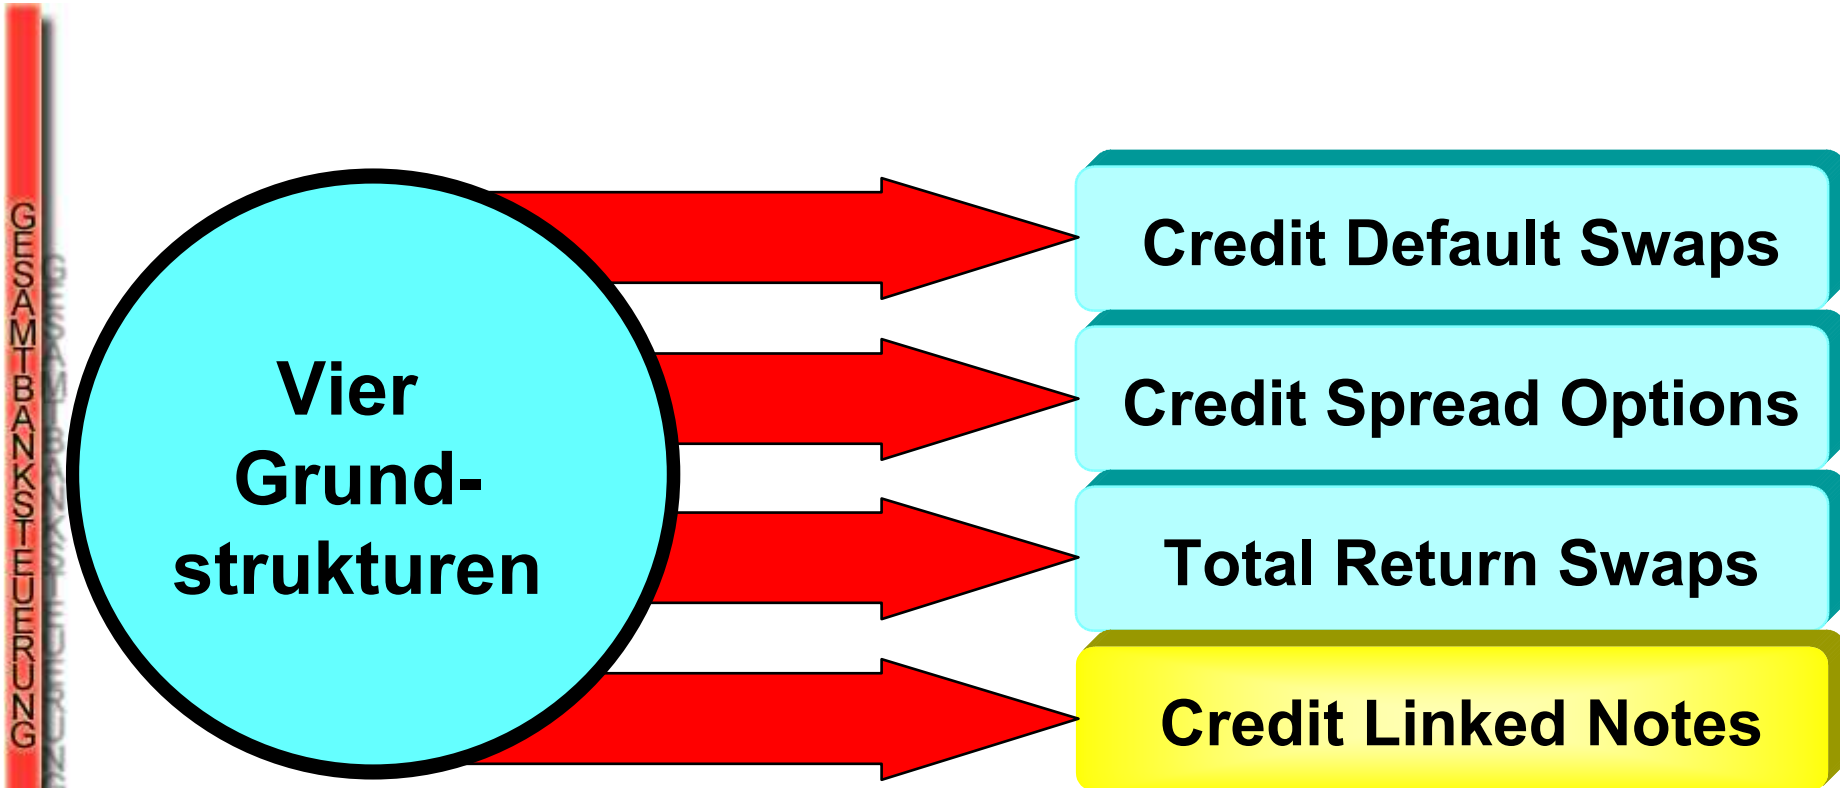 GESAMTBANKSTEUERUNG
Vier
Grund-
strukturen
Credit Default Swaps
Credit Spread Options
Total Return Swaps
Credit Linked Notes